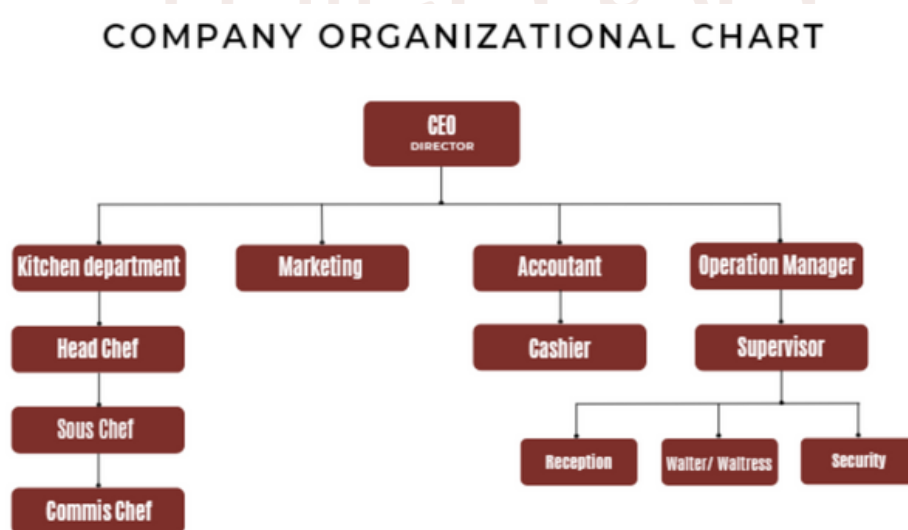 COMPANY ORGANIZATIONAL CHART
CEO
DIRECTOR
Kitchen department
Marketing
Accoutant
Operation Manager
Head Chef
Cashier
Supervisor
Sous Chef
Reception
Waiter/ Waitress
Security
Commis Chef